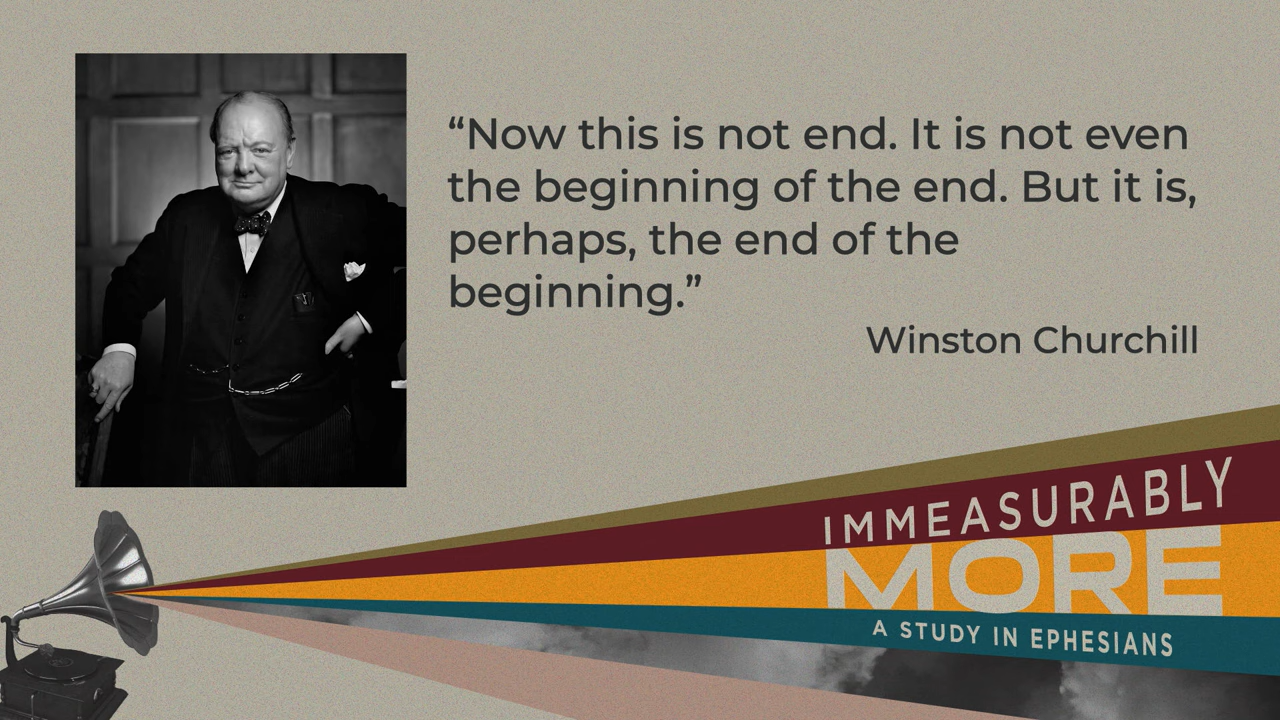 “Now this is not end. It is not even
the beginning of the end. But it is,
perhaps, the end of the
beginning.”
Winston Churchill
IMMEASURABLY
MORE
A STUDY IN EPHESIANS